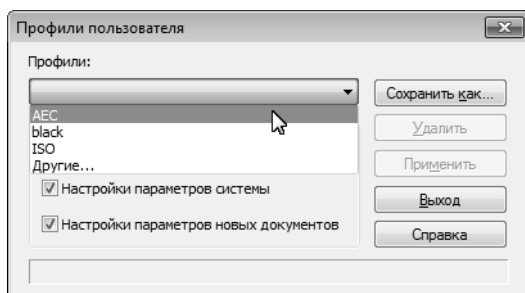 Профили пользователя
Профили:
AEC
black
ISO
Другие...
Настройки параметров системы
Настройки параметров новых документов
Сохранить как...
Удалить
Применить
Выход
Справка